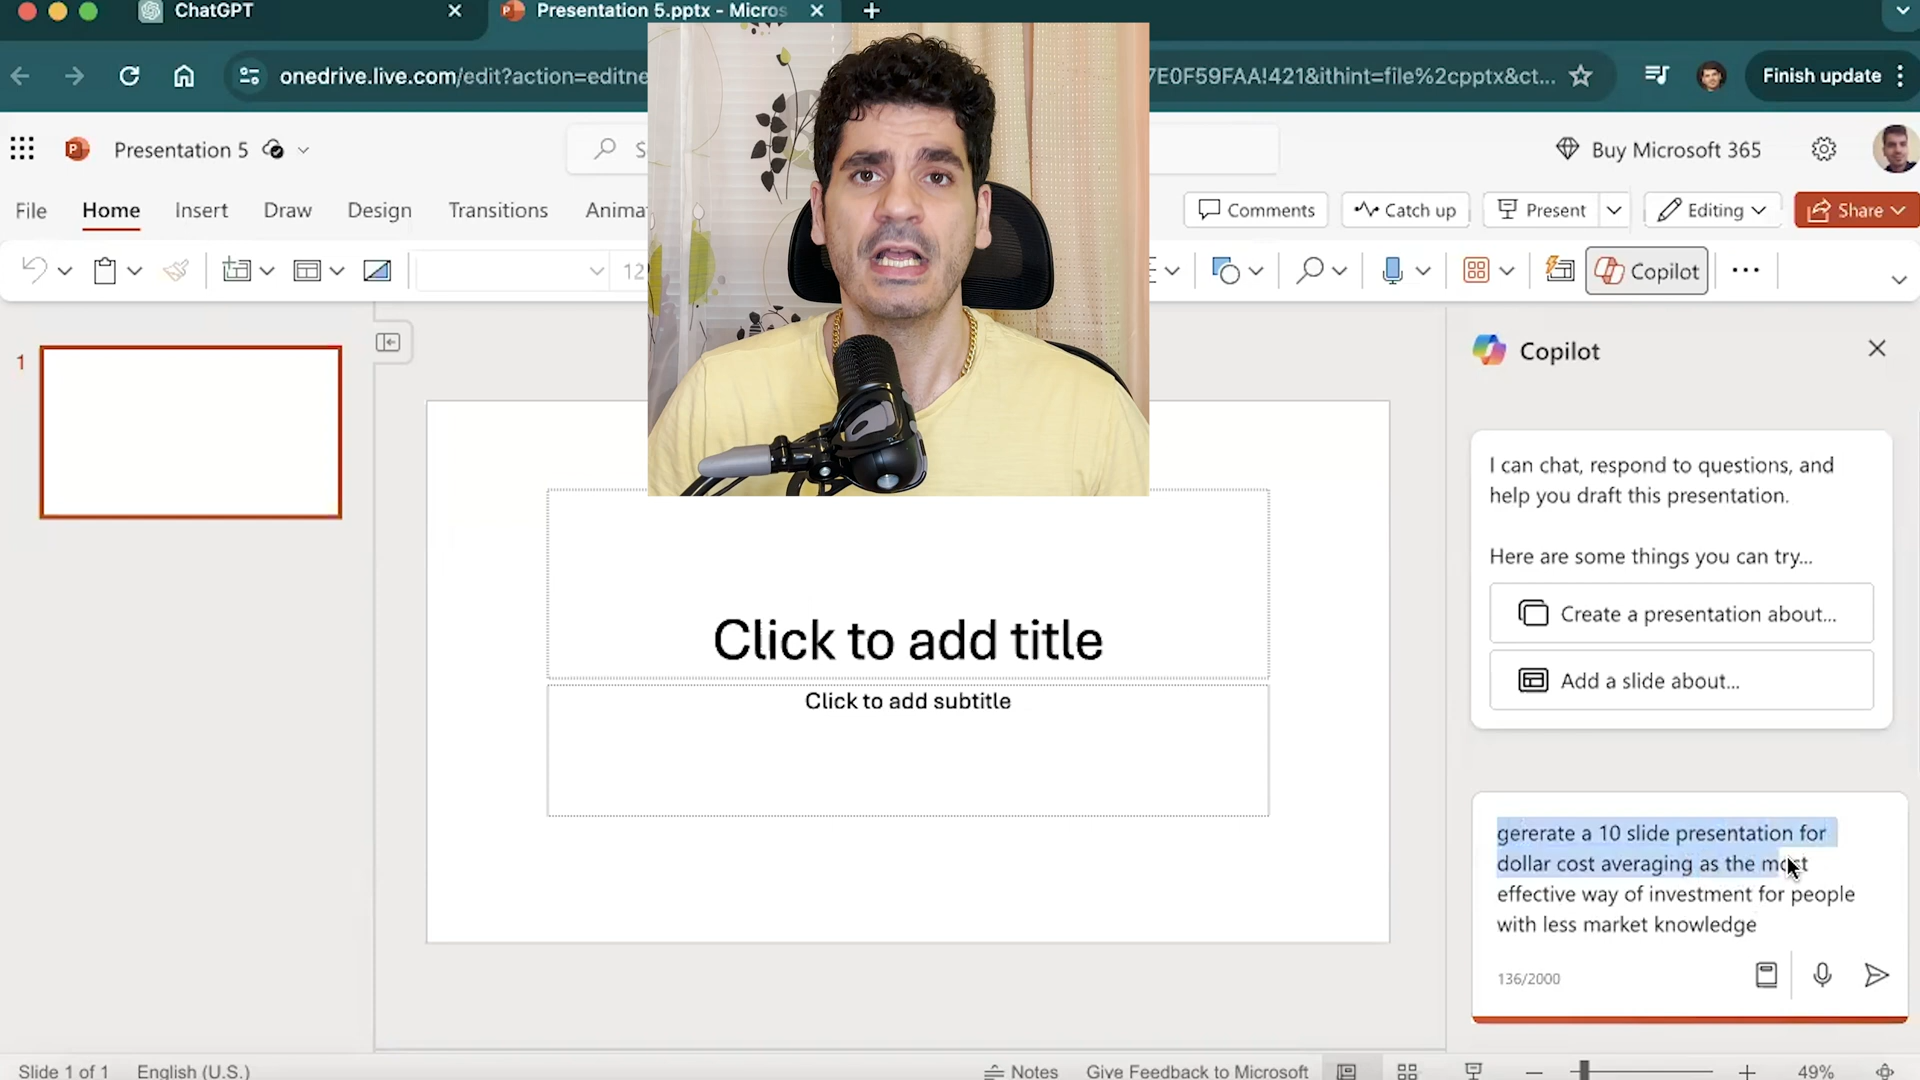 ChatGPT
Presentation 5.pptx - Micros
onedrive.live.com/edit?action=editne
7E0F59FAA!421&ithint=file%2cpptx&ct...
Finish update
Presentation 5
S
Buy Microsoft 365
File
Home
Insert
Draw
Design
Transitions
Anima
Comments
Catch up
Present
Editing
Share
12
Copilot
1
Copilot
I can chat, respond to questions, and
help you draft this presentation.
Here are some things you can try...
Create a presentation about...
Add a slide about...
Click to add title
Click to add subtitle
gererate a 10 slide presentation for
dollar cost averaging as the most
effective way of investment for people
with less market knowledge
136/2000
Slide 1 of 1
English (U.S.)
Notes
Give Feedback to Microsoft
49%